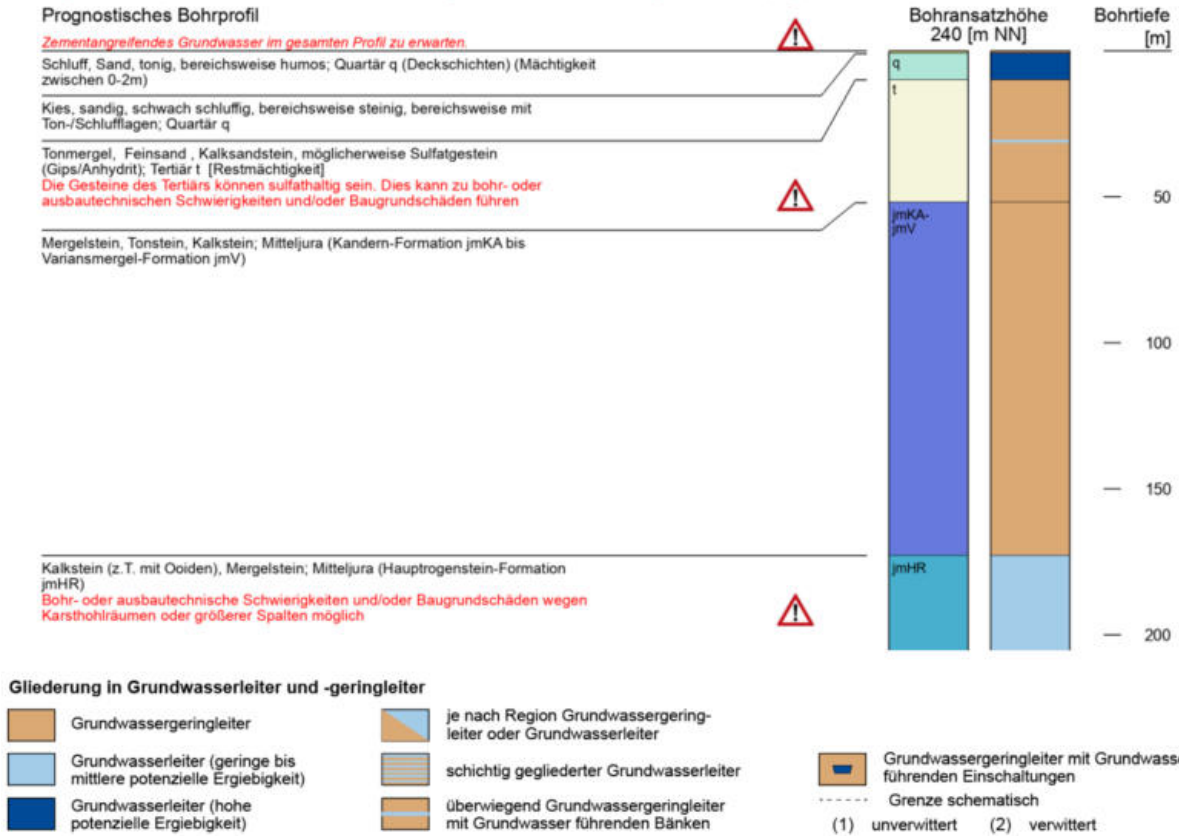 Prognostisches Bohrprofil
Bohransatzhöhe
240 [m NN]
Bohrtiefe
[m]
Zementangreifendes Grundwasser im gesamten Profil zu erwarten.
Schluff, Sand, tonig, bereichsweise humos; Quartär q (Deckschichten) (Mächtigkeit
zwischen 0-2m)
Kies, sandig, schwach schluffig, bereichsweise steinig, bereichsweise mit
Ton-/Schlufflagen; Quartär q
Tonmergel, Feinsand , Kalksandstein, möglicherweise Sulfatgestein
(Gips/Anhydrit); Tertiär t [Restmächtigkeit]
Die Gesteine des Tertiärs können sulfathaltig sein. Dies kann zu bohr- oder
ausbautechnischen Schwierigkeiten und/oder Baugrundschäden führen
Mergelstein, Tonstein, Kalkstein; Mitteljura (Kandern-Formation jmKA bis
Variansmergel-Formation jmV)
Kalkstein (z.T. mit Ooiden), Mergelstein; Mitteljura (Hauptrogenstein-Formation
jmHR)
Bohr- oder ausbautechnische Schwierigkeiten und/oder Baugrundschäden wegen
Karsthohlräumen oder größerer Spalten möglich
q
t
jmKA-
jmV
jmHR
50
100
150
200
Gliederung in Grundwasserleiter und -geringleiter
Grundwassergeringleiter
Grundwasserleiter (geringe bis
mittlere potenzielle Ergiebigkeit)
Grundwasserleiter (hohe
potenzielle Ergiebigkeit)
je nach Region Grundwassergering-
leiter oder Grundwasserleiter
schichtig gegliederter Grundwasserleiter
überwiegend Grundwassergeringleiter
mit Grundwasser führenden Bänken
Grundwassergeringleiter mit Grundwasse
führenden Einschaltungen
Grenze schematisch
(1) unverwittert (2) verwittert